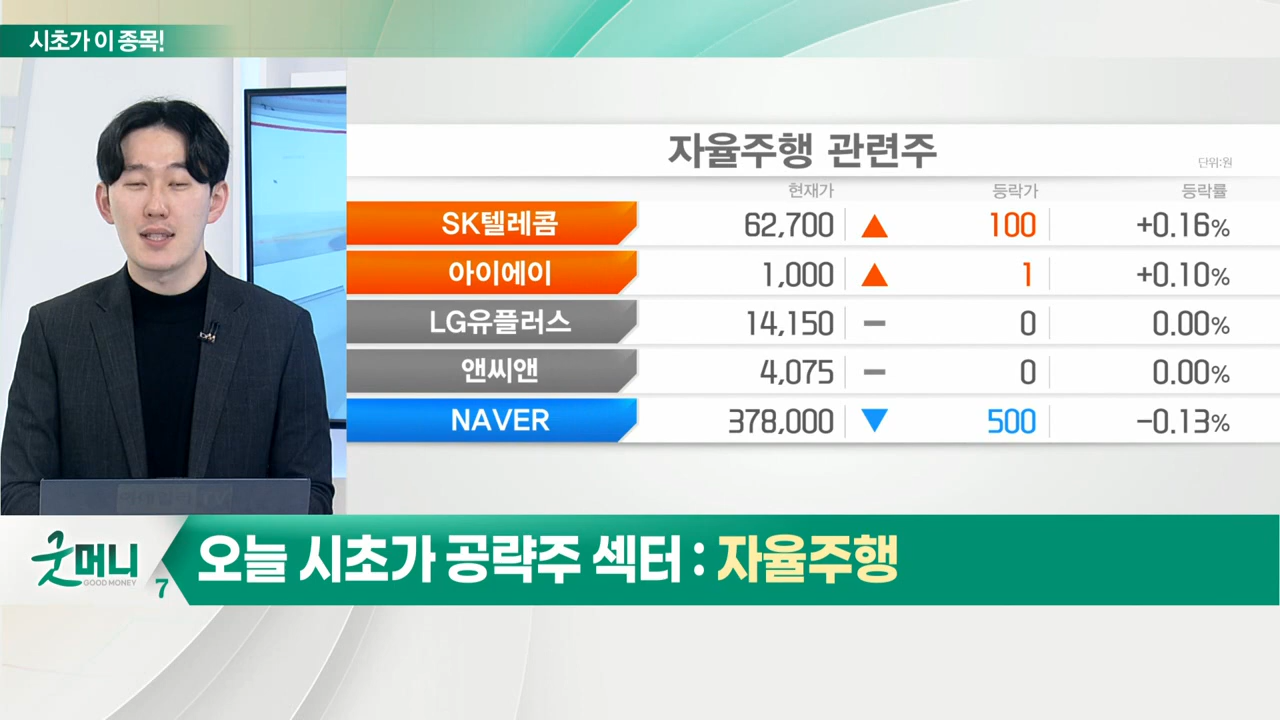 시초가 이 종목!
자율주행 관련주
단위:원
현재가 등락가 등락률
SK텔레콤 62,700 ▲ 100 +0.16%
아이에이 1,000 ▲ 1 +0.10%
LG유플러스 14,150 － 0 0.00%
앤씨앤 4,075 － 0 0.00%
NAVER 378,000 ▼ 500 -0.13%
굿머니
GOOD MONEY
7
오늘 시초가 공략주 섹터 : 자율주행